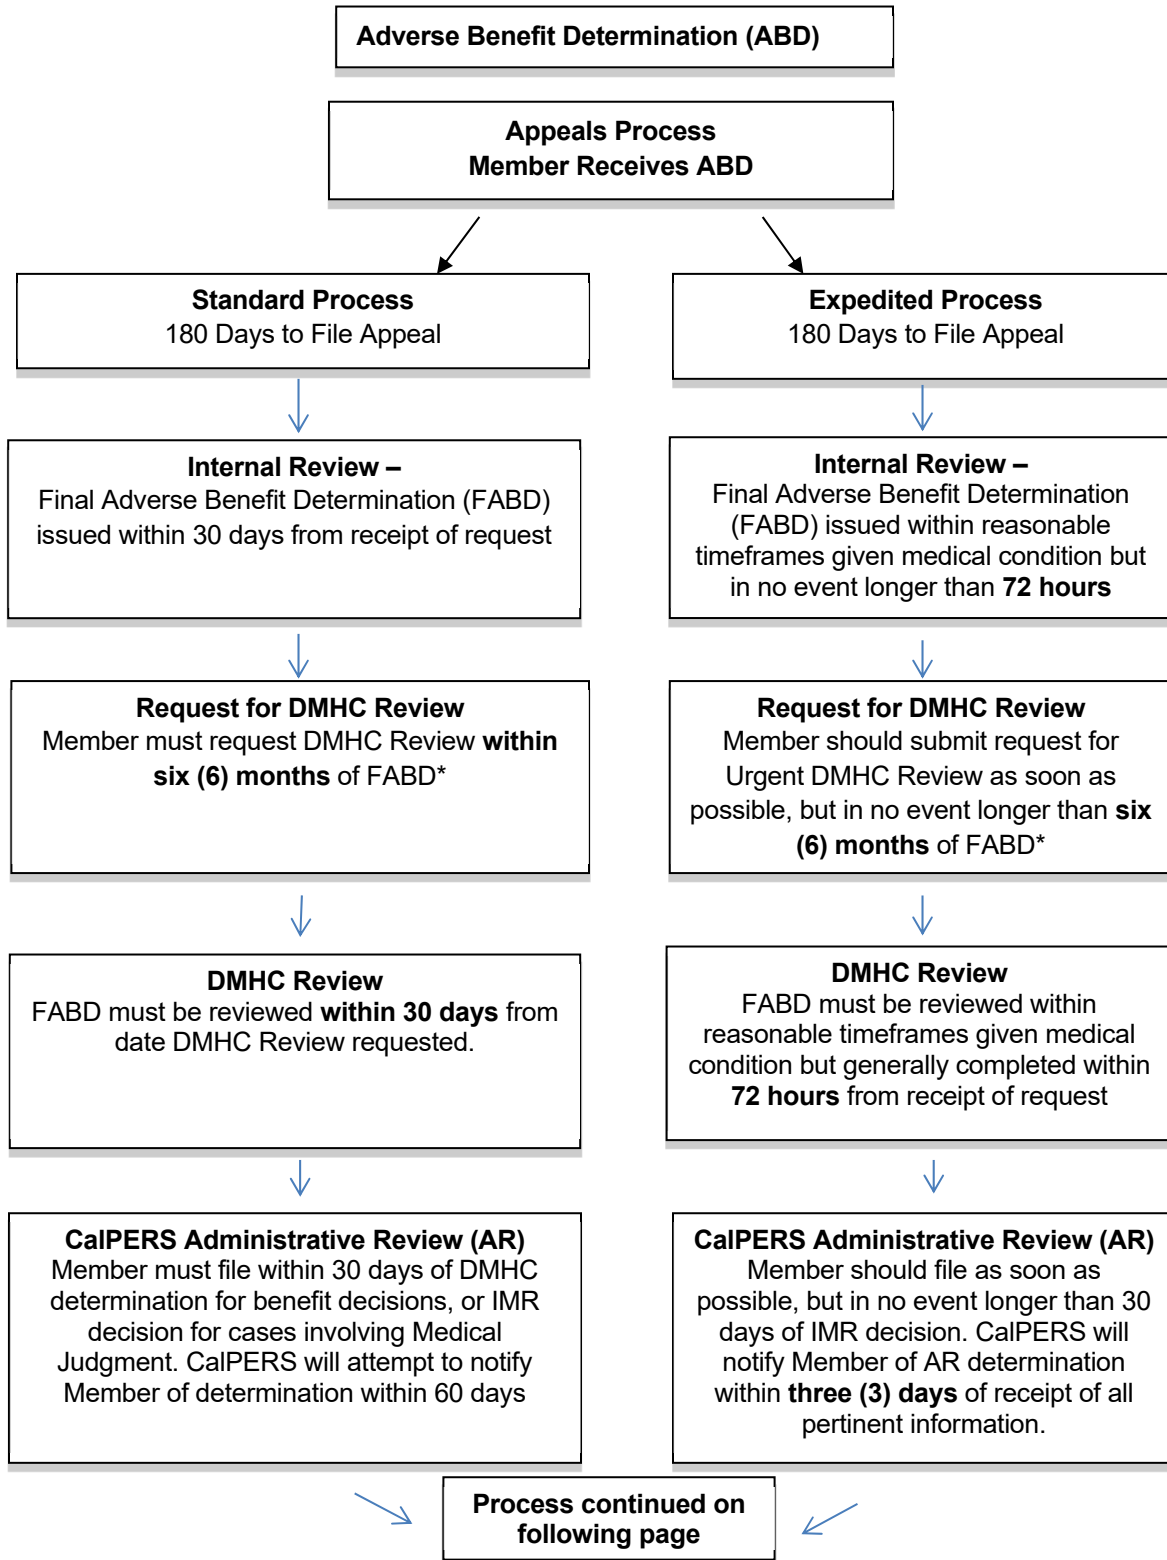 Adverse Benefit Determination (ABD)
Appeals Process
Member Receives ABD
Standard Process
180 Days to File Appeal
Expedited Process
180 Days to File Appeal
Internal Review –
Final Adverse Benefit Determination (FABD)
issued within 30 days from receipt of request
Internal Review –
Final Adverse Benefit Determination
(FABD) issued within reasonable
timeframes given medical condition but
in no event longer than 72 hours
Request for DMHC Review
Member must request DMHC Review within
six (6) months of FABD*
Request for DMHC Review
Member should submit request for
Urgent DMHC Review as soon as
possible, but in no event longer than six
(6) months of FABD*
DMHC Review
FABD must be reviewed within 30 days from
date DMHC Review requested.
DMHC Review
FABD must be reviewed within
reasonable timeframes given medical
condition but generally completed within
72 hours from receipt of request
CalPERS Administrative Review (AR)
Member must file within 30 days of DMHC
determination for benefit decisions, or IMR
decision for cases involving Medical
Judgment. CalPERS will attempt to notify
Member of determination within 60 days
CalPERS Administrative Review (AR)
Member should file as soon as
possible, but in no event longer than 30
days of IMR decision. CalPERS will
notify Member of AR determination
within three (3) days of receipt of all
pertinent information.
Process continued on
following page